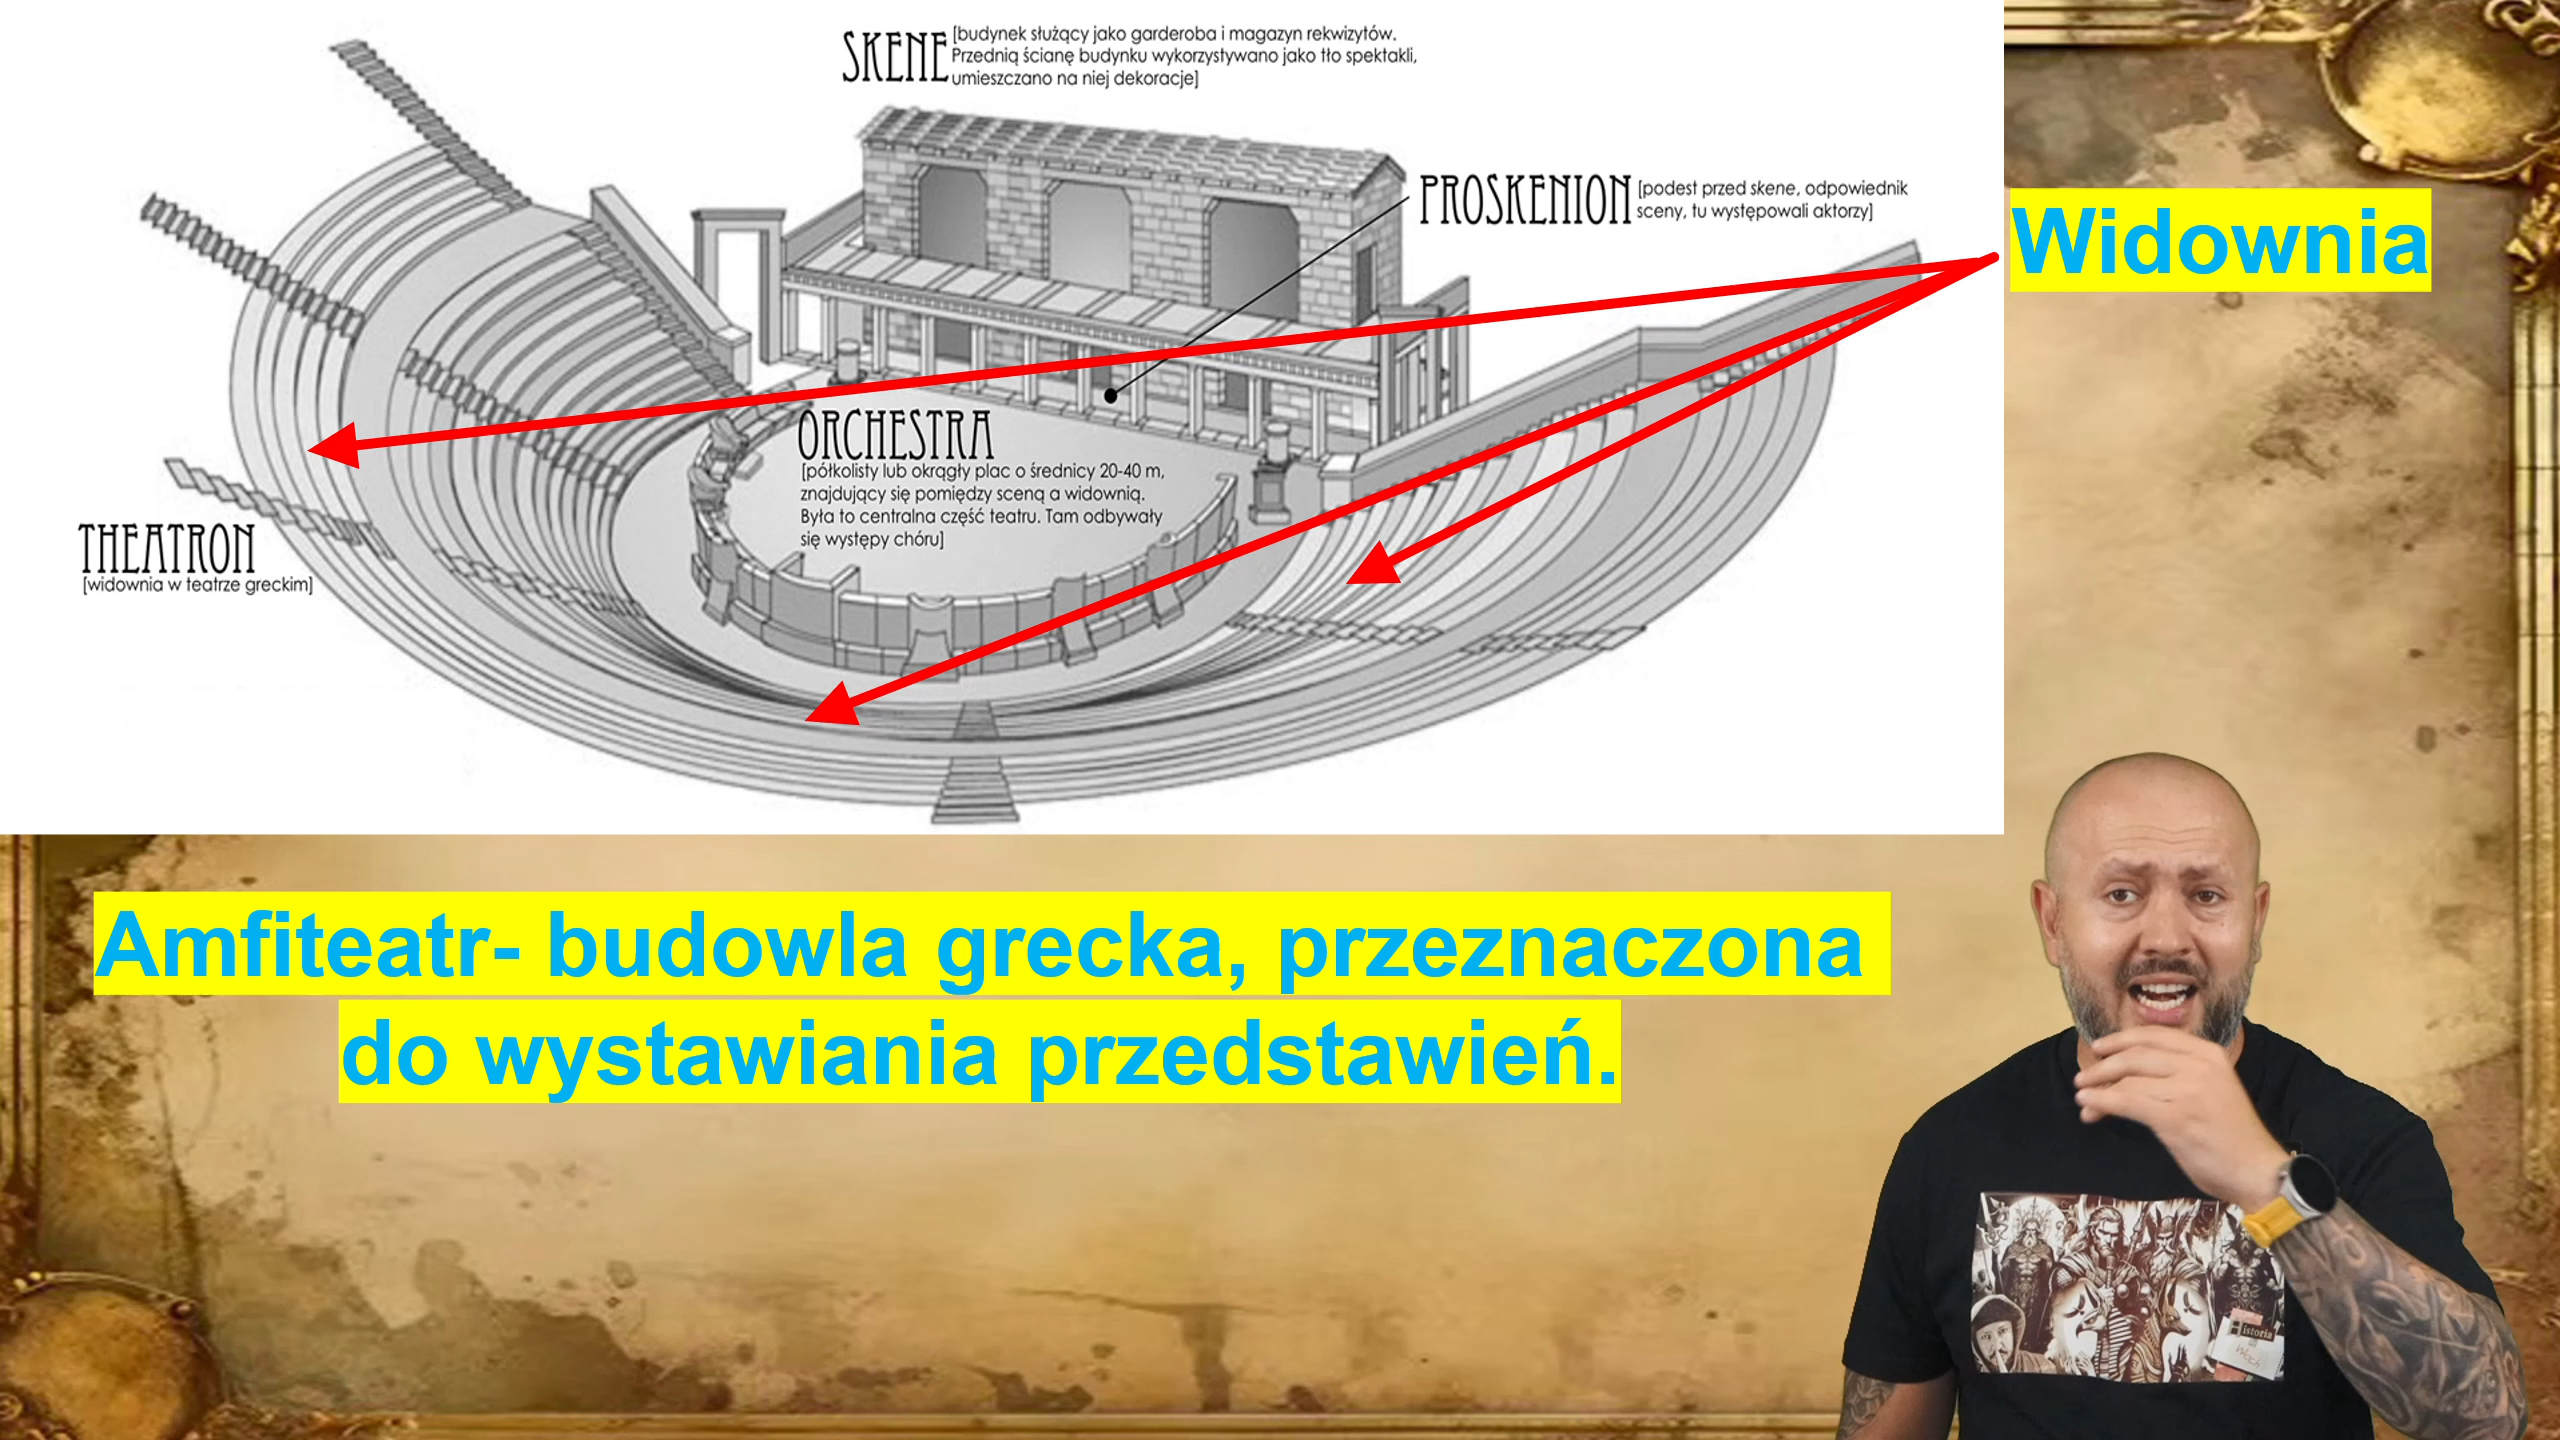 SKENE [budynek służący jako garderoba i magazyn rekwizytów.
Przednią ścianę budynku wykorzystywano jako tło spektakli,
umieszczano na niej dekoracje]
PROSKENION [podest przed skene, odpowiednik
sceny, tu występowali aktorzy]
Widownia
ORCHESTRA
[półkolisty lub okrągły plac o średnicy 20-40 m,
znajdujący się pomiędzy sceną a widownią.
Była to centralna część teatru. Tam odbywały
się występy chóru]
THEATRON
[widownia w teatrze greckim]
Amfiteatr- budowla grecka, przeznaczona
do wystawiania przedstawień.
istoria